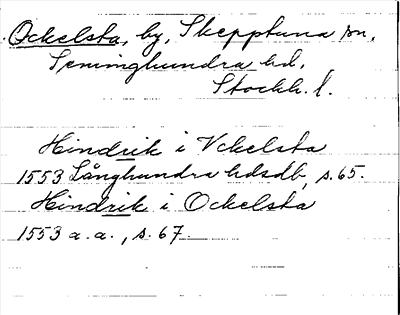 Ockelsta, by, Skepptuna sn,
Seminghundra hd,
Stockh. l.
Hindrik i Vckelsta
1553 Långhundra hdsdb, s. 65.
Hindrik i Ockelsta
1553 a. a., s. 67.